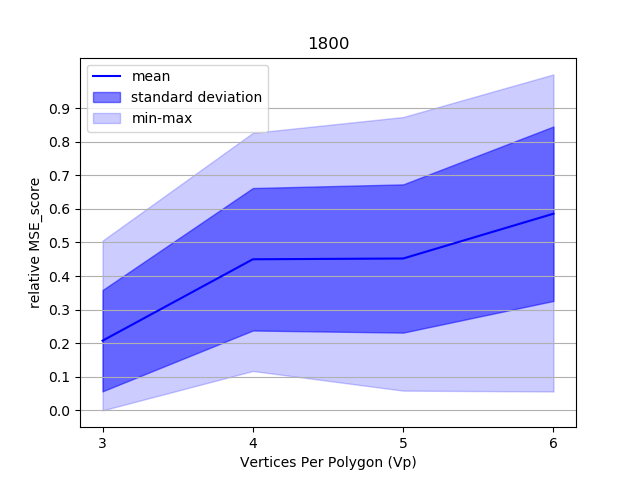 1800
mean
standard deviation
min-max
relative MSE_score
0.9
0.8
0.7
0.6
0.5
0.4
0.3
0.2
0.1
0.0
3 4 5 6
Vertices Per Polygon (Vp)